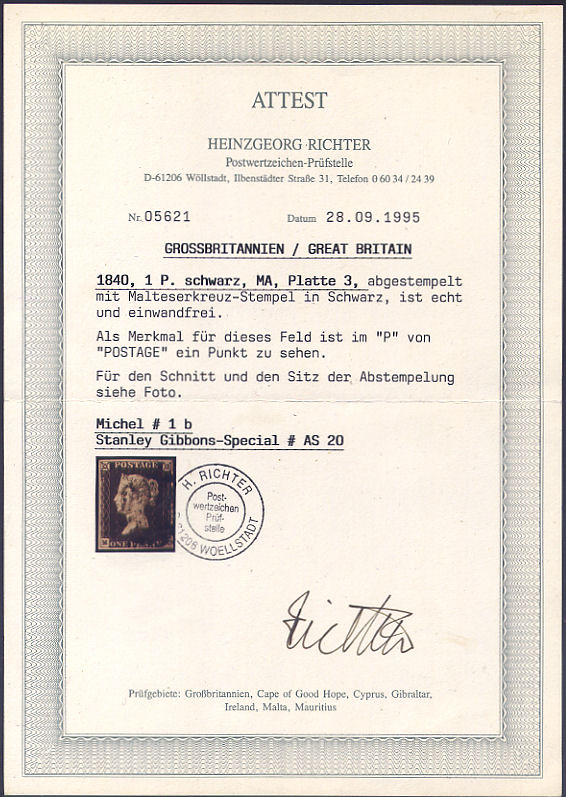 ATTEST
HEINZGEORG RICHTER
Postwertzeichen-Prüfstelle
D-61206 Wöllstadt, Ilbenstädter Straße 31, Telefon 0 60 34 / 24 39
Nr. 05621 Datum 28.09.1995
GROSSBRITANNIEN / GREAT BRITAIN
1840, 1 P. schwarz, MA, Platte 3, abgestempelt
mit Malteserkreuz-Stempel in Schwarz, ist echt
und einwandfrei.
Als Merkmal für dieses Feld ist im "P" von
"POSTAGE" ein Punkt zu sehen.
Für den Schnitt und den Sitz der Abstempelung
siehe Foto.
Michel # 1 b
Stanley Gibbons-Special # AS 20
POSTAGE
M ONE
H. RICHTER
Post-
wertzeichen
Prüf-
stelle
61206 WOELLSTADT
Richter
Prüfgebiete: Großbritannien, Cape of Good Hope, Cyprus, Gibraltar,
Ireland, Malta, Mauritius